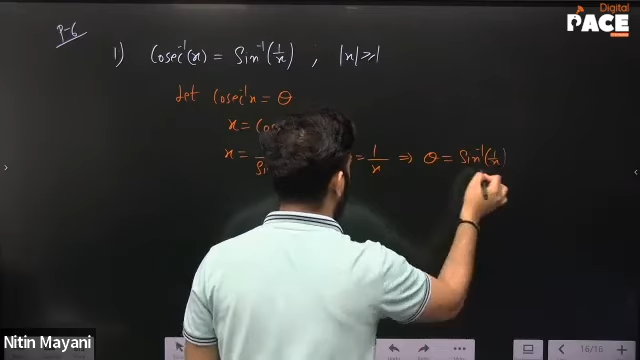 P-6
Digital
PACE
1) Cosec⁻¹(x) = Sin⁻¹(1/x) , |x|≥1
Let Cosec⁻¹x = θ
x =
x = = 1/x ⇒ θ = Sin⁻¹(1/x)
Nitin Mayani
16/16